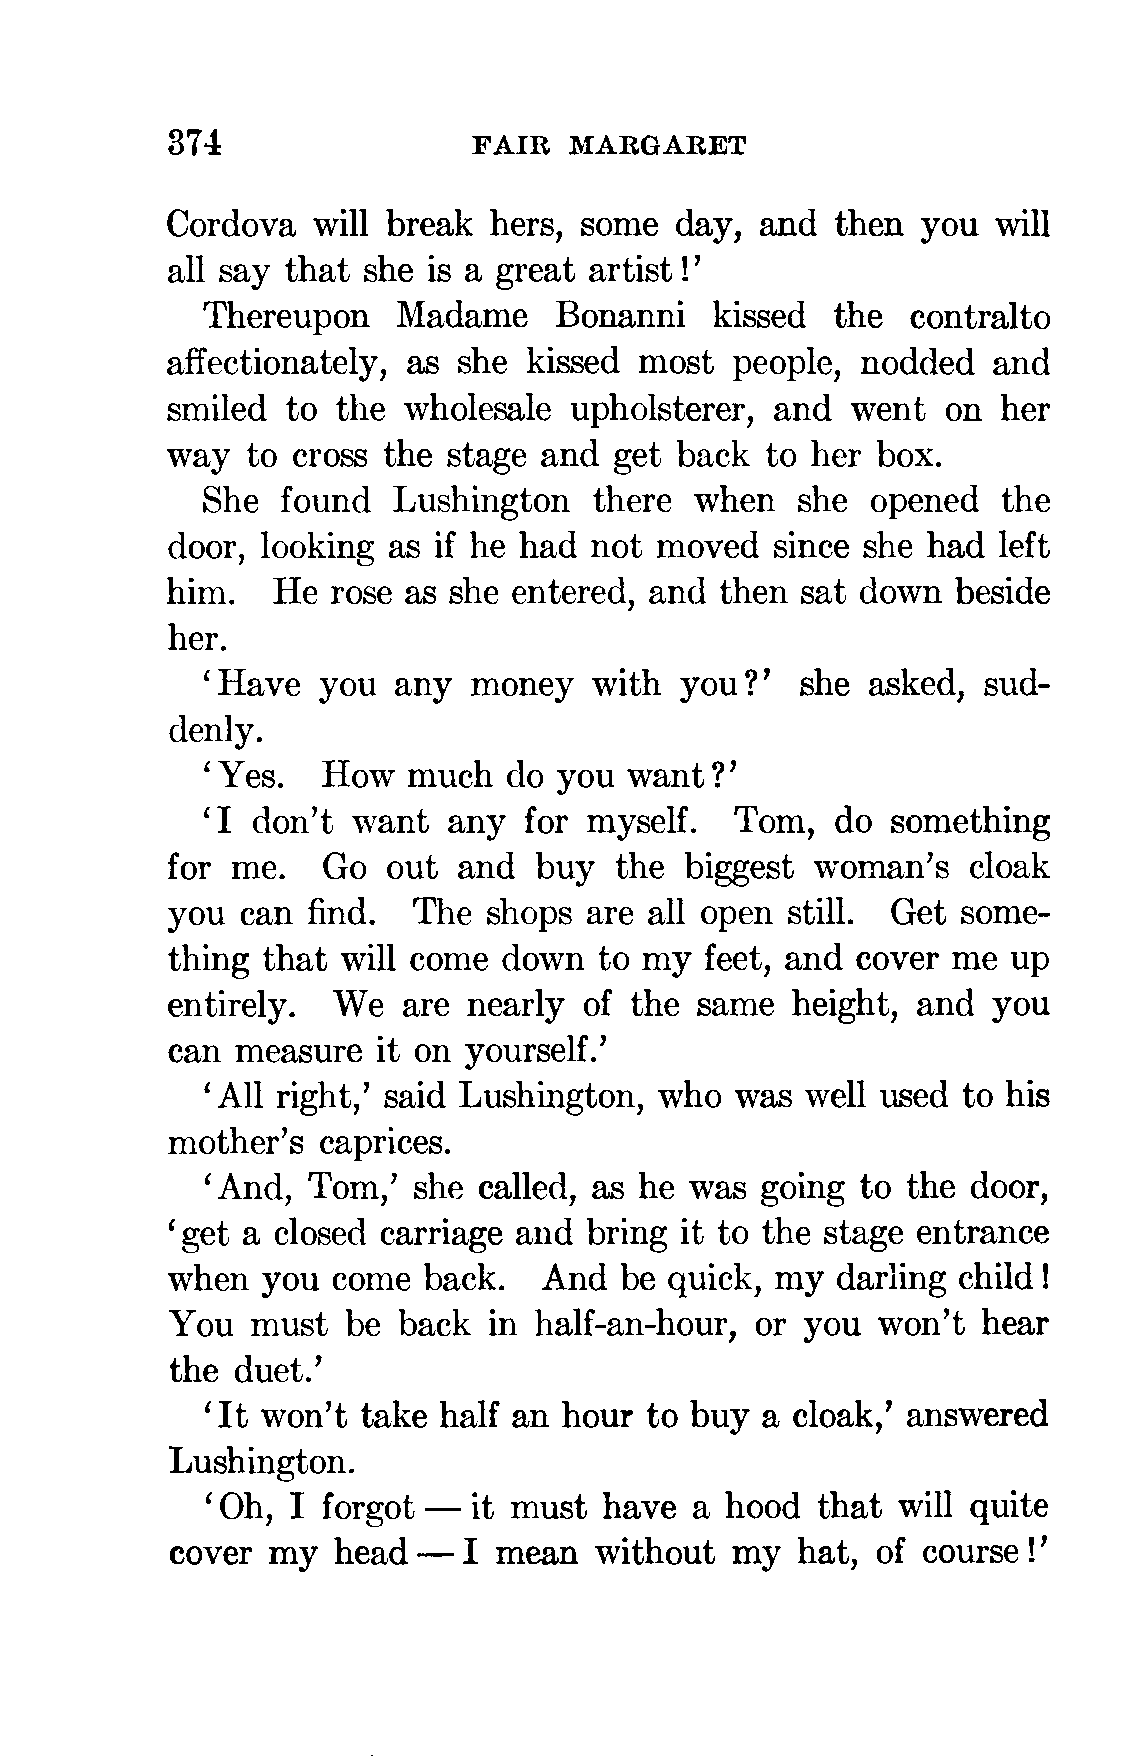 374 FAIR MARGARET
Cordova will break hers, some day, and then you will
all say that she is a great artist!'
Thereupon Madame Bonanni kissed the contralto
affectionately, as she kissed most people, nodded and
smiled to the wholesale upholsterer, and went on her
way to cross the stage and get back to her box.
She found Lushington there when she opened the
door, looking as if he had not moved since she had left
him. He rose as she entered, and then sat down beside
her.
'Have you any money with you?' she asked, sud-
denly.
'Yes. How much do you want?'
'I don't want any for myself. Tom, do something
for me. Go out and buy the biggest woman's cloak
you can find. The shops are all open still. Get some-
thing that will come down to my feet, and cover me up
entirely. We are nearly of the same height, and you
can measure it on yourself.'
'All right,' said Lushington, who was well used to his
mother's caprices.
'And, Tom,' she called, as he was going to the door,
'get a closed carriage and bring it to the stage entrance
when you come back. And be quick, my darling child!
You must be back in half-an-hour, or you won't hear
the duet.'
'It won't take half an hour to buy a cloak,' answered
Lushington.
'Oh, I forgot — it must have a hood that will quite
cover my head — I mean without my hat, of course!'